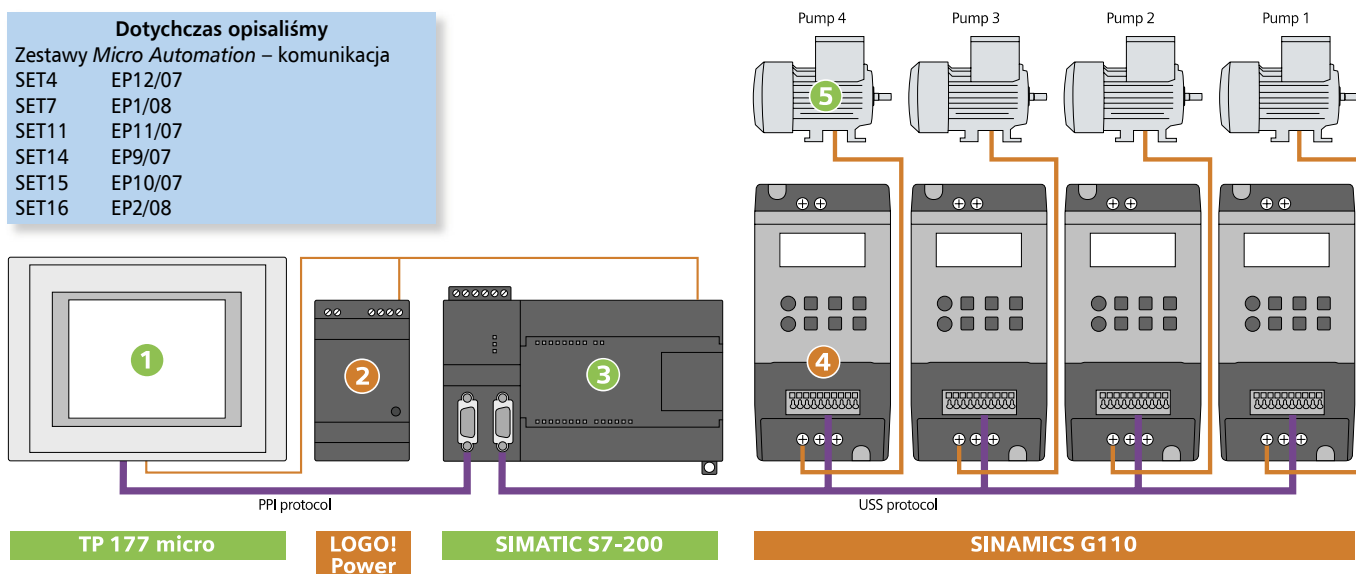 Dotychczas opisaliśmy
Zestawy Micro Automation – komunikacja
SET4 EP12/07
SET7 EP1/08
SET11 EP11/07
SET14 EP9/07
SET15 EP10/07
SET16 EP2/08
Pump 4
Pump 3
Pump 2
Pump 1
5
1
2
3
4
PPI protocol
USS protocol
TP 177 micro
LOGO!
Power
SIMATIC S7-200
SINAMICS G110